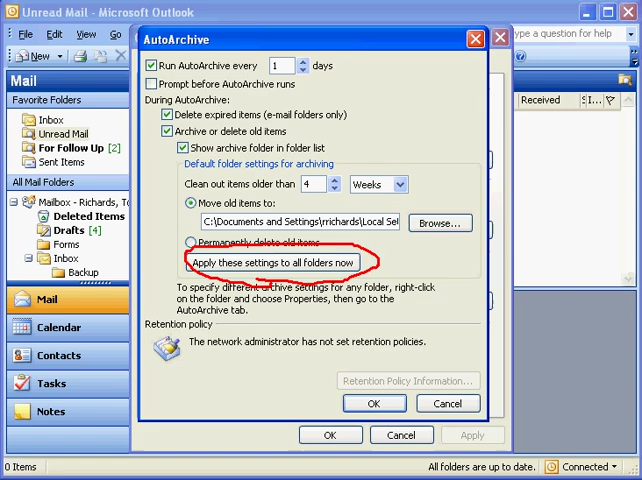 Unread Mail - Microsoft Outlook
File Edit View Go
ype a question for help
New
Mail
Favorite Folders
Inbox
Unread Mail
For Follow Up [2]
Sent Items
All Mail Folders
Mailbox - Richards, To
Deleted Items
Drafts [4]
Forms
Inbox
Backup
Mail
Calendar
Contacts
Tasks
Notes
Received
AutoArchive
Run AutoArchive every 1 days
Prompt before AutoArchive runs
During AutoArchive:
Delete expired items (e-mail folders only)
Archive or delete old items
Show archive folder in folder list
Default folder settings for archiving
Clean out items older than 4 Weeks
Move old items to:
C:\Documents and Settings\rrichards\Local Set
Browse...
Permanently delete old items
Apply these settings to all folders now
To specify different archive settings for any folder, right-click
on the folder and choose Properties, then go to the
AutoArchive tab.
Retention policy
The network administrator has not set retention policies.
Retention Policy Information...
OK Cancel
OK Cancel Apply
0 Items All folders are up to date. Connected